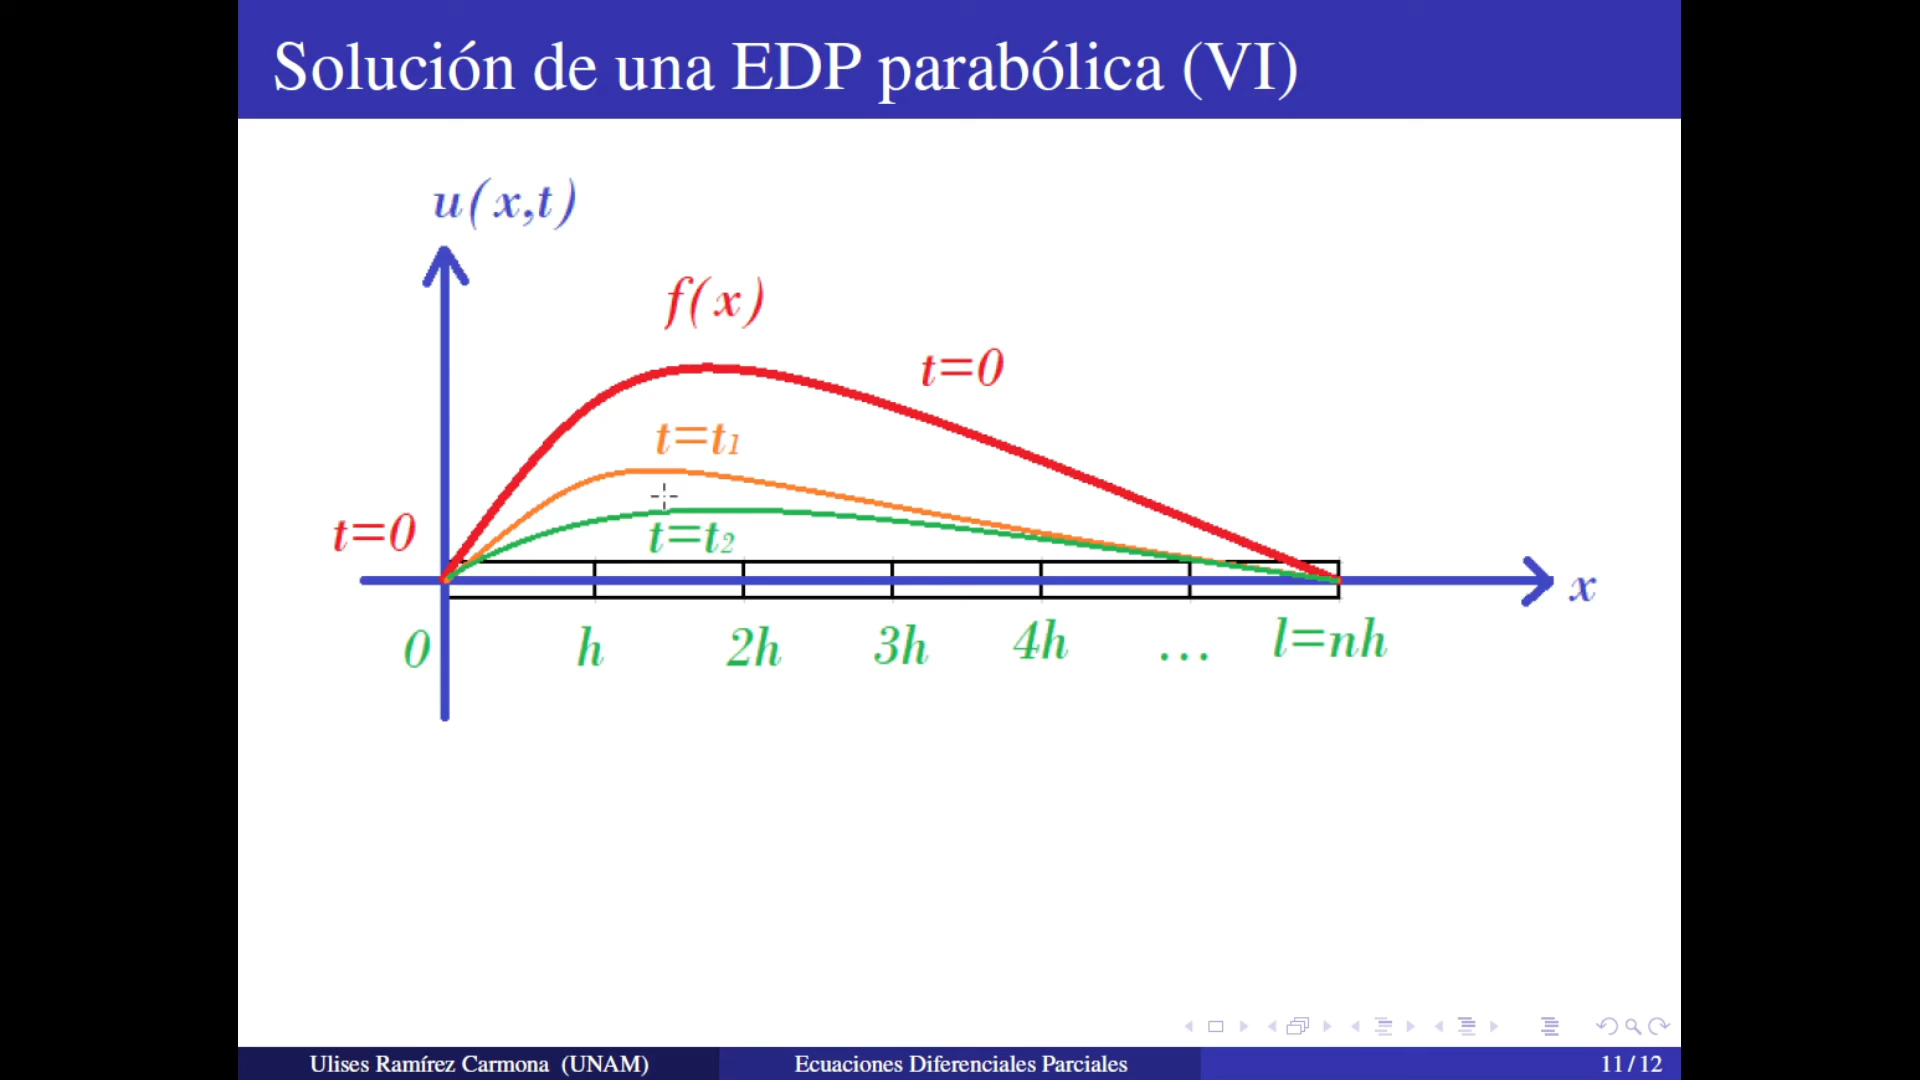 Solución de una EDP parabólica (VI)
u(x,t)
f(x)
t=0
t=t1
t=0
t=t2
x
0 h 2h 3h 4h ... l=nh
Ulises Ramírez Carmona (UNAM) Ecuaciones Diferenciales Parciales 11 / 12